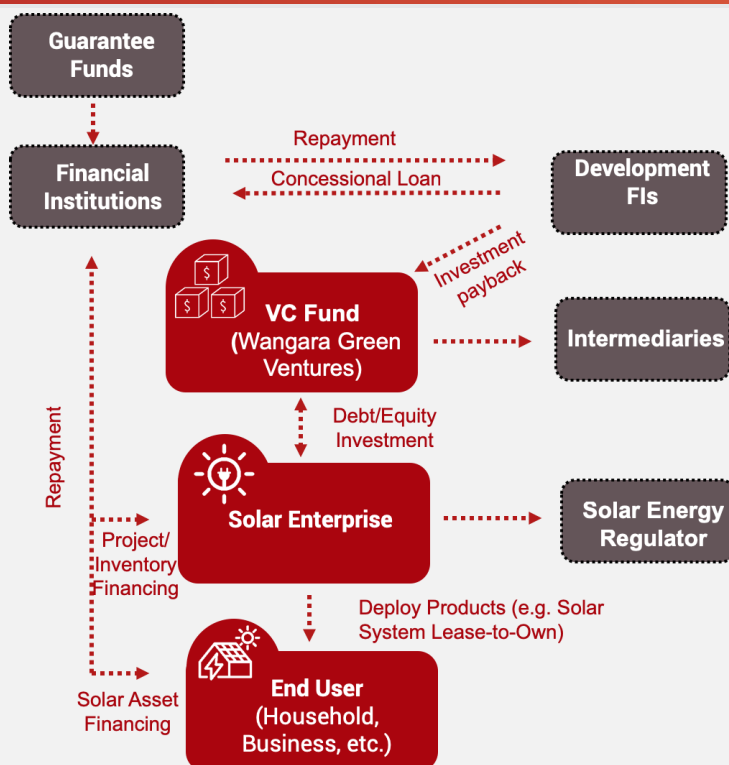 Guarantee
Funds
Repayment
Financial
Institutions
Concessional Loan
Development
FIs
Investment
payback
$
$ $
VC Fund
(Wangara Green
Ventures)
Intermediaries
Debt/Equity
Investment
Repayment
Solar Enterprise
Solar Energy
Regulator
Project/
Inventory
Financing
Deploy Products (e.g. Solar
System Lease-to-Own)
End User
(Household,
Business, etc.)
Solar Asset
Financing